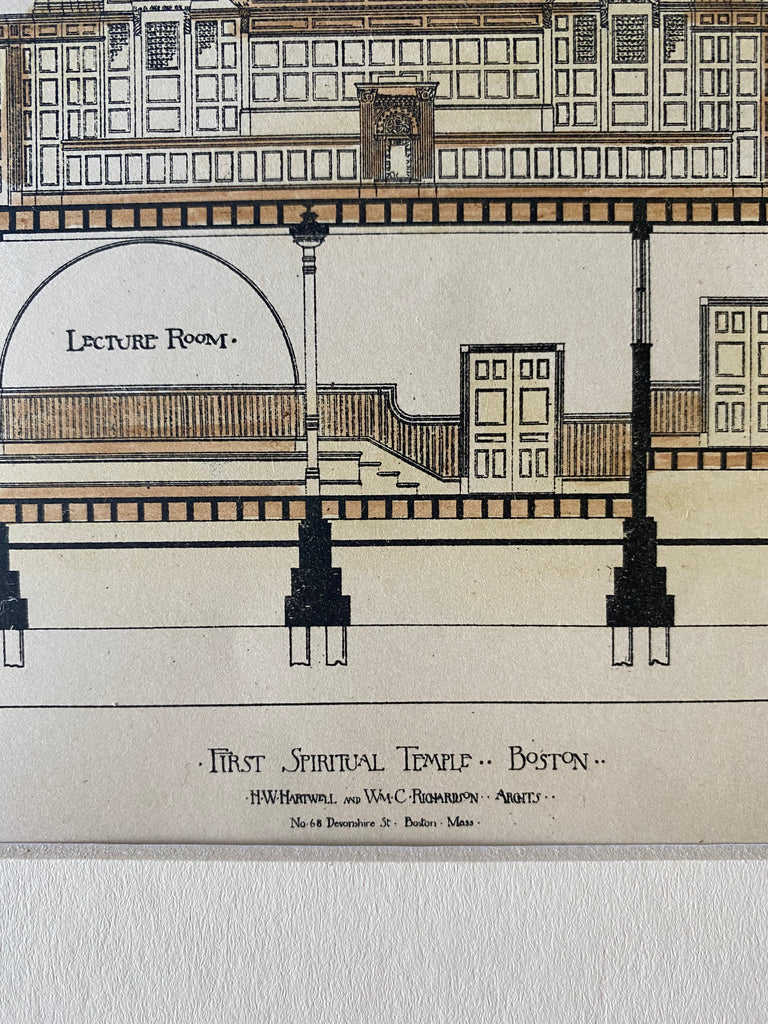 LECTURE ROOM.
· FIRST SPIRITUAL TEMPLE · · BOSTON · ·
· H · W · HARTWELL AND WM · C · RICHARDSON · · ARCHTS · ·
No · 68 Devonshire St · Boston · Mass ·